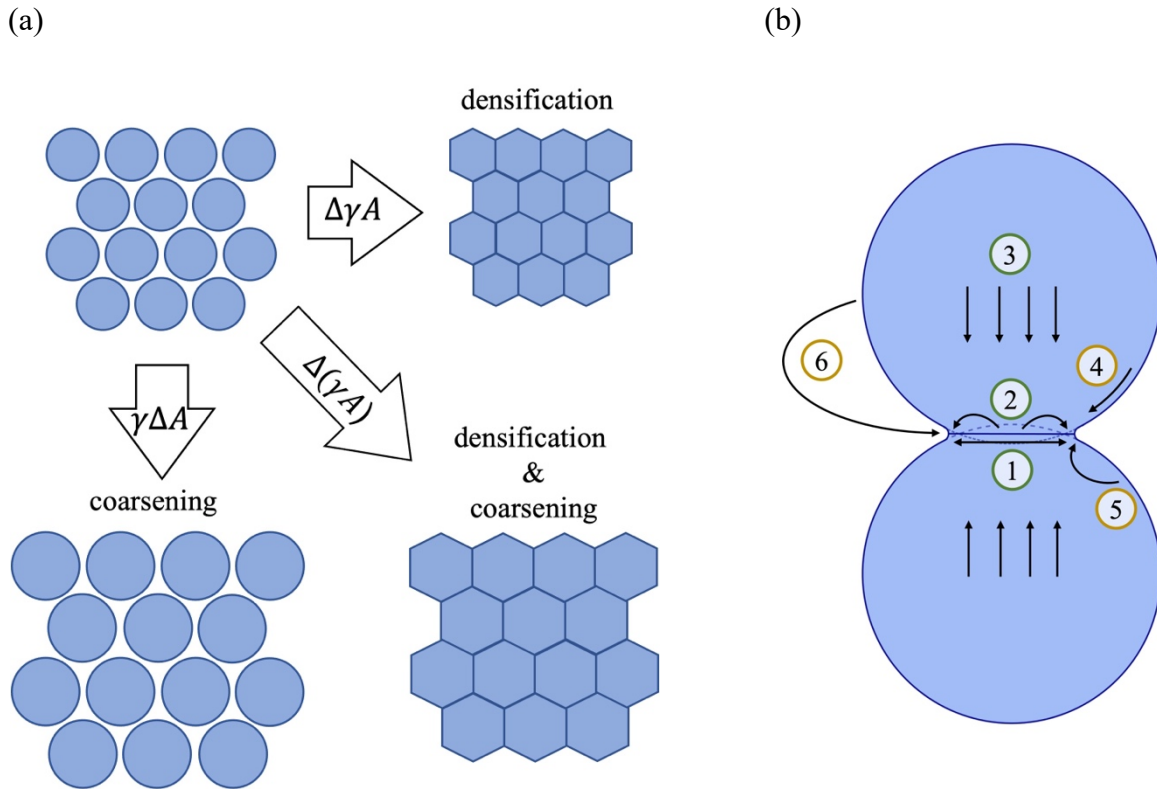 (a)
(b)
densification
ΔγA
γΔA
Δ(γA)
coarsening
densification
&
coarsening
3
6
4
2
1
5